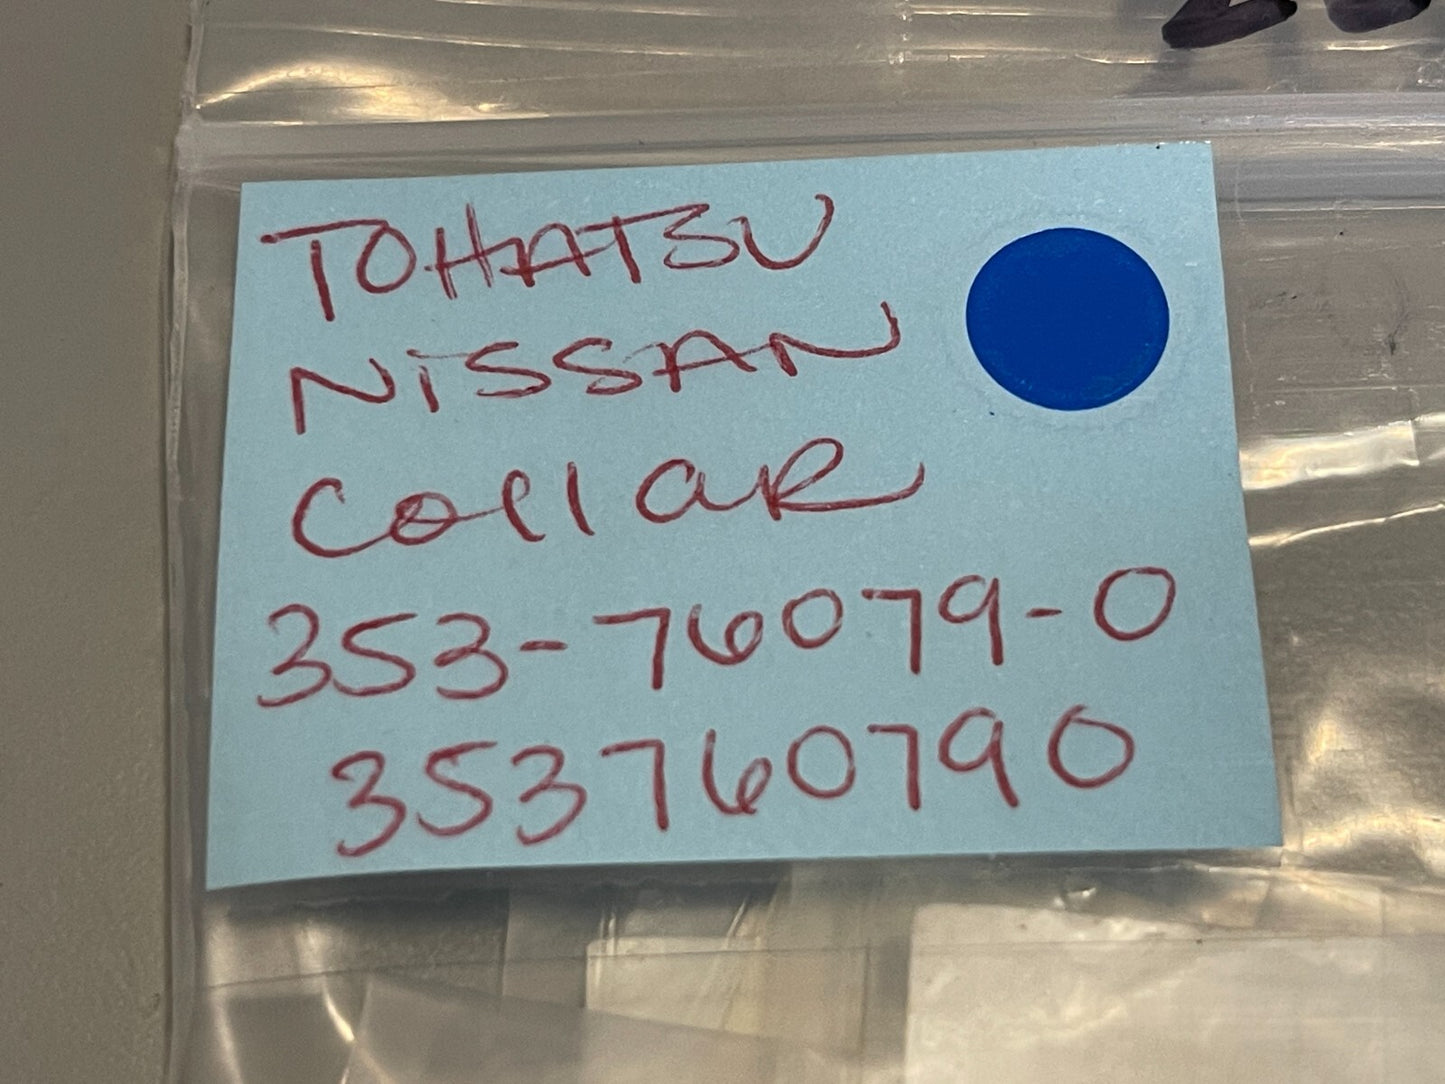 TOHATSU
NiSSAN
CollaR
353-76079-0
353760790